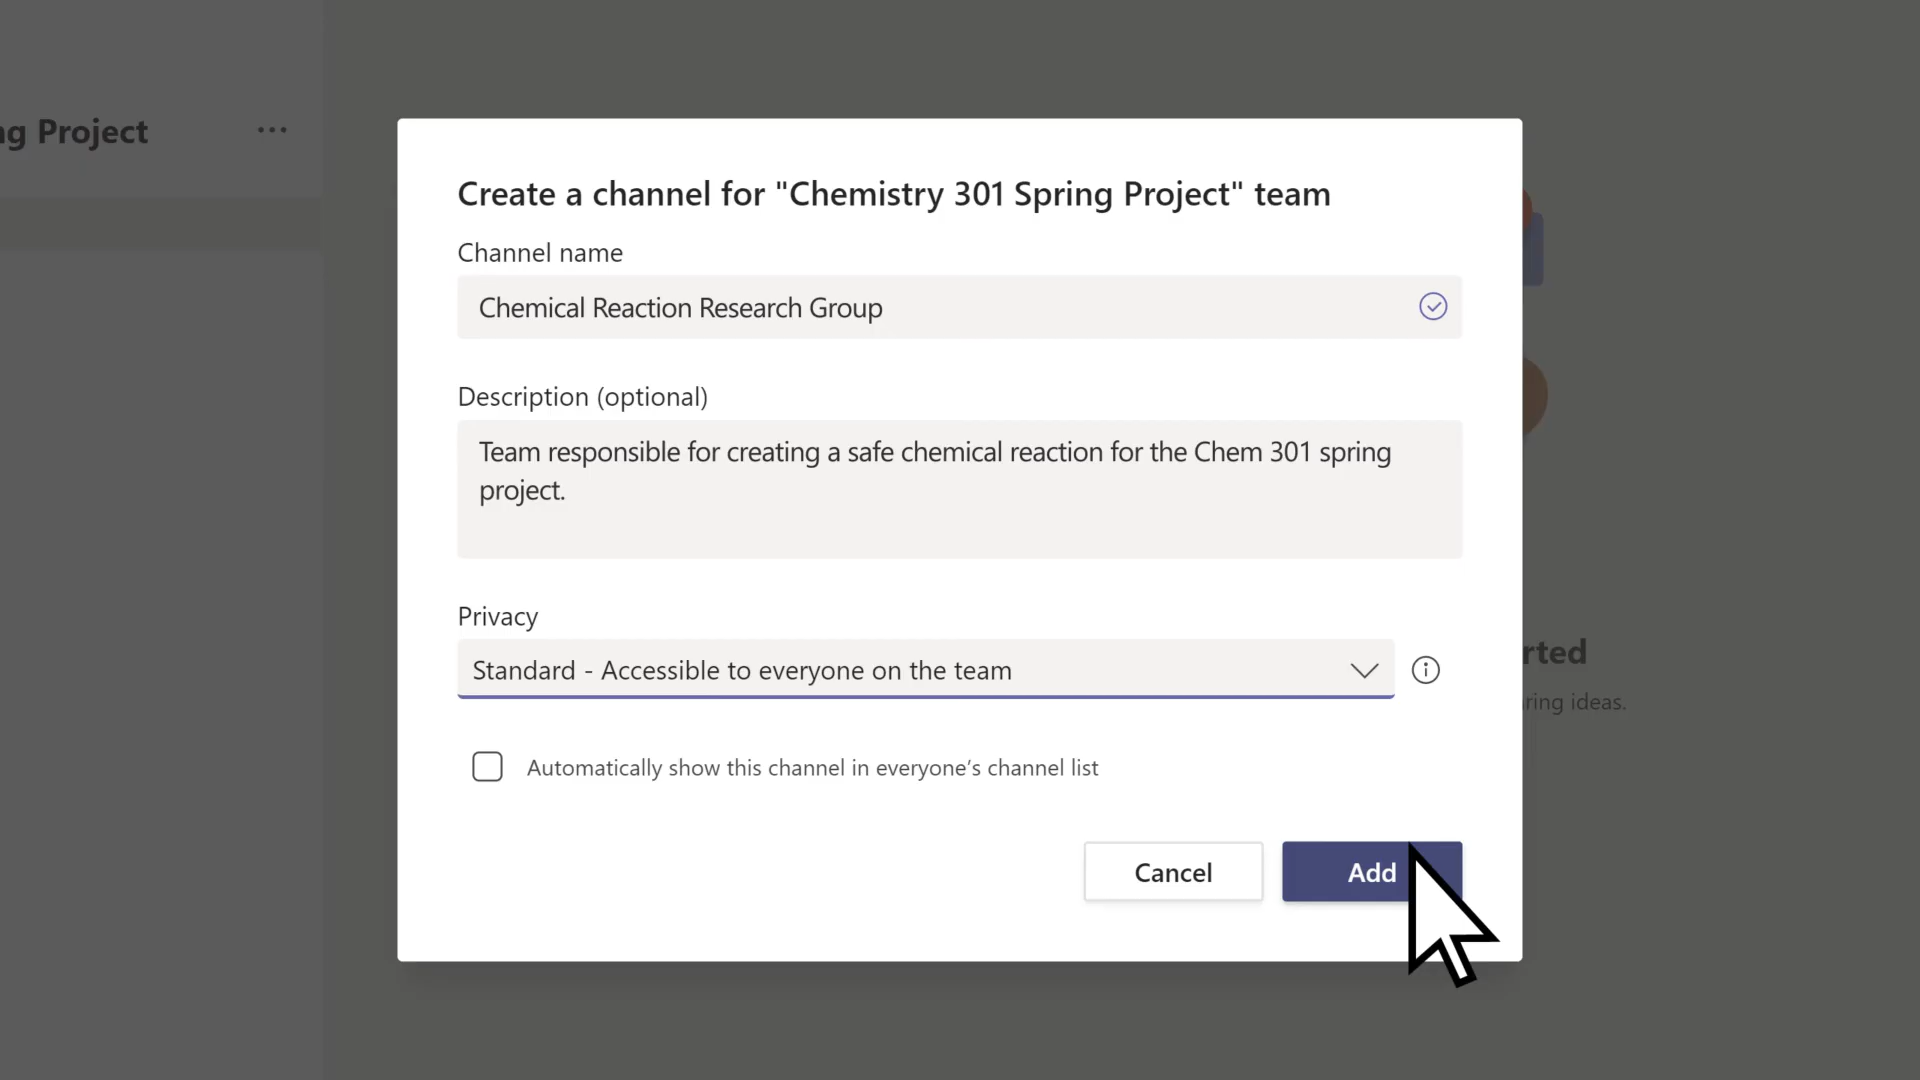 Project
Create a channel for "Chemistry 301 Spring Project" team
Channel name
Chemical Reaction Research Group
Description (optional)
Team responsible for creating a safe chemical reaction for the Chem 301 spring
project.
Privacy
Standard - Accessible to everyone on the team
Automatically show this channel in everyone’s channel list
Cancel
Add
ideas.